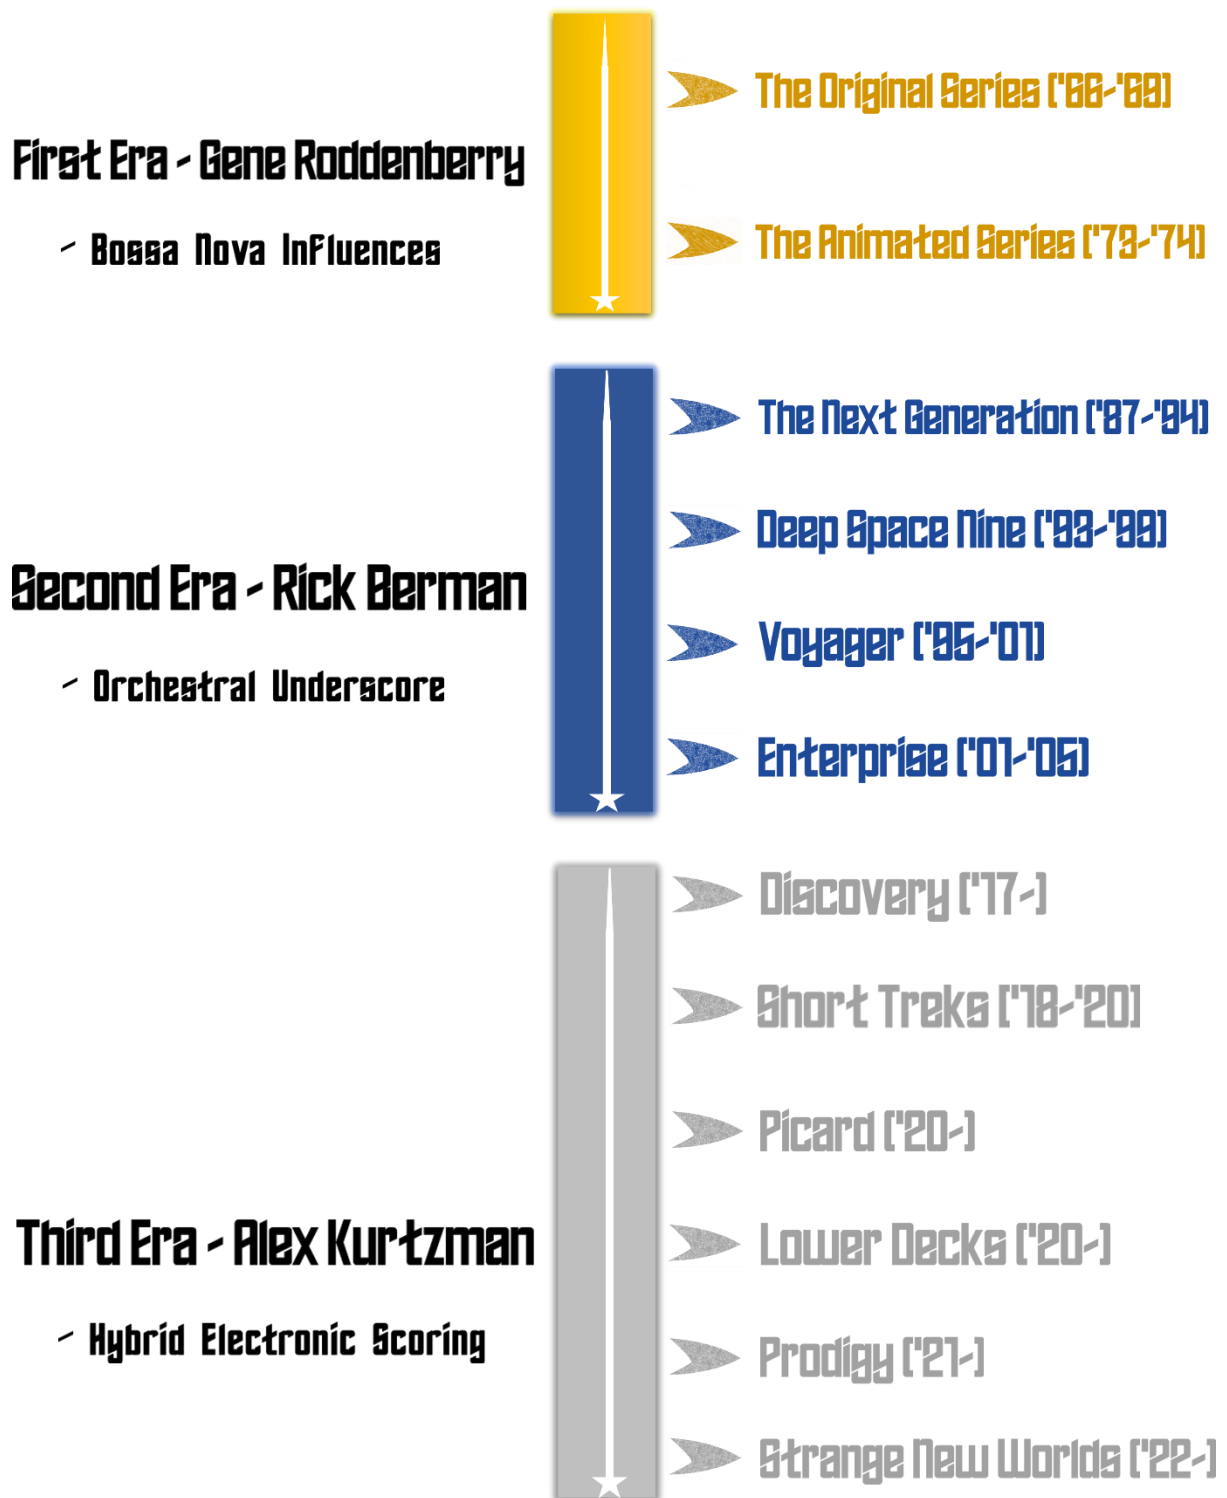 The Original Series ('66-'69)
First Era - Gene Roddenberry
- Bossa Nova Influences
The Animated Series ('73-'74)
The Next Generation ('87-'94)
Deep Space Nine ('93-'99)
Second Era - Rick Berman
Voyager ('95-'01)
- Orchestral Underscore
Enterprise ('01-'05)
Discovery ('17-)
Short Treks ('18-'20)
Picard ('20-)
Third Era - Alex Kurtzman
Lower Decks ('20-)
- Hybrid Electronic Scoring
Prodigy ('21-)
Strange New Worlds ('22-)